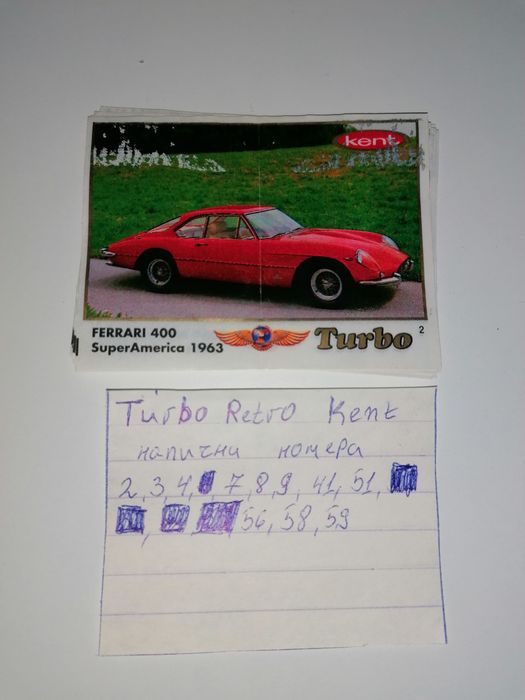 kent
FERRARI 400
SuperAmerica 1963
Turbo
2
Turbo Retro Kent
налични номера
2, 3, 4, 7, 8, 9, 41, 51,
56, 58, 59